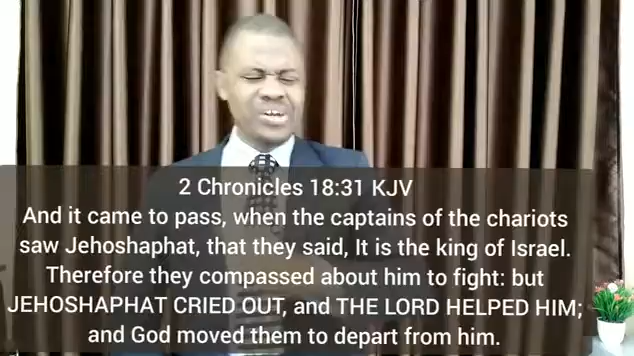 2 Chronicles 18:31 KJV
And it came to pass, when the captains of the chariots
saw Jehoshaphat, that they said, It is the king of Israel.
Therefore they compassed about him to fight: but
JEHOSHAPHAT CRIED OUT, and THE LORD HELPED HIM;
and God moved them to depart from him.